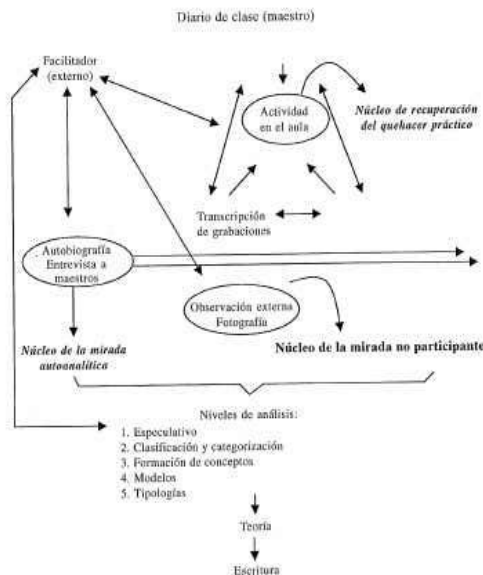 Diario de clase (maestro)
Facilitador
(externo)
Actividad
en el aula
Núcleo de recuperación
del quehacer práctico
Transcripción
de grabaciones
Autobiografía
Entrevista a
maestros
Observación externa
Fotografía
Núcleo de la mirada
autoanalítica
Núcleo de la mirada no participante
Niveles de análisis:
1. Especulativo
2. Clasificación y categorización
3. Formación de conceptos
4. Modelos
5. Tipologías
Teoría
Escritura